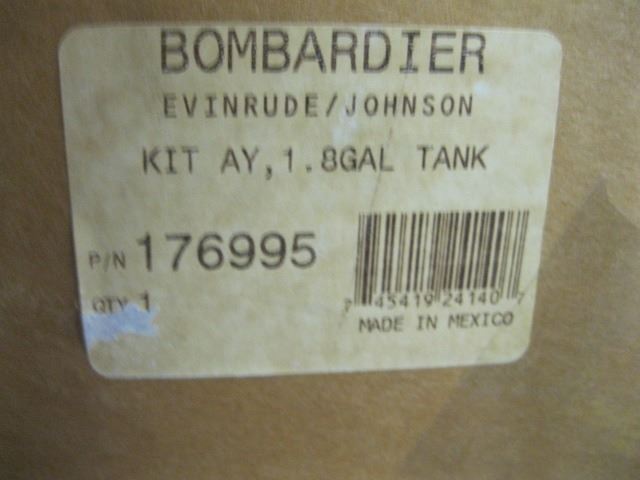 BOMBARDIER
EVINRUDE/JOHNSON
KIT AY, 1.8GAL TANK
P/N 176995
QTY 1
7 45419 24140 7
MADE IN MEXICO